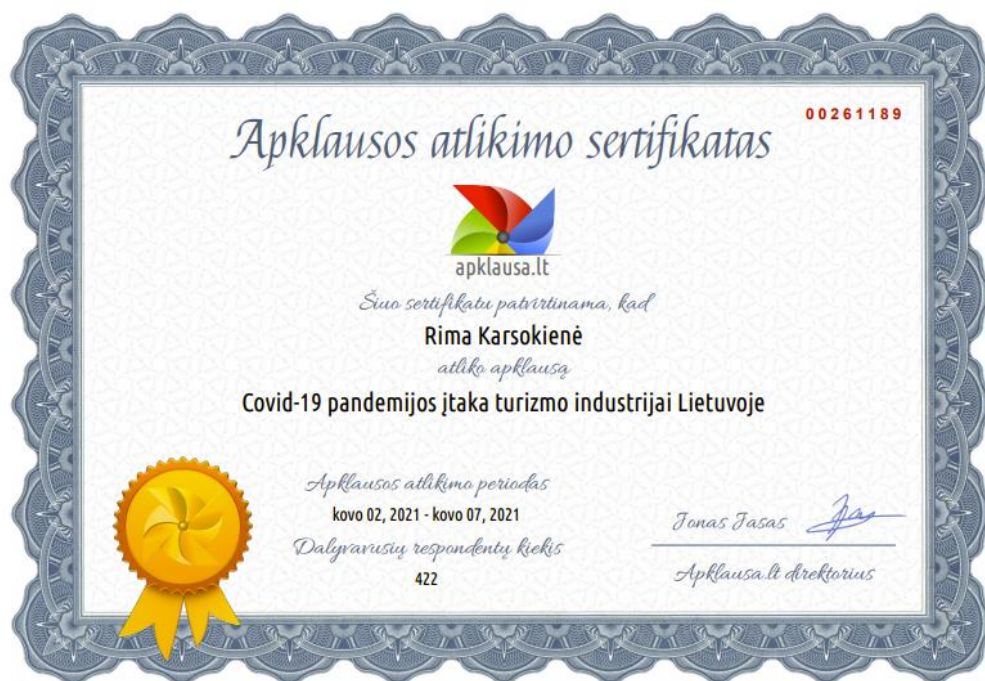 00261189
Apklausos atlikimo sertifikatas
apklausa.lt
Šiuo sertifikatu patvirtinama, kad
Rima Karsokienė
atliko apklausą
Covid-19 pandemijos įtaka turizmo industrijai Lietuvoje
Apklausos atlikimo periodas
kovo 02, 2021 - kovo 07, 2021
Dalyvavusių respondentų kiekis
422
Jonas Jasas
Apklausa.lt direktorius